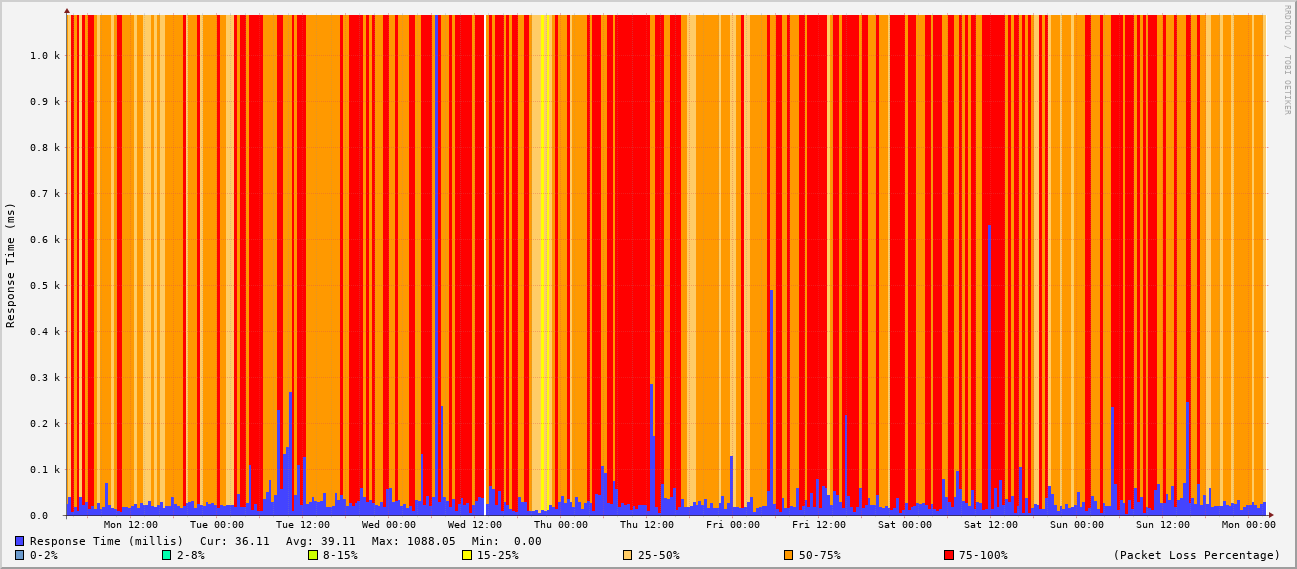 RRDTOOL / TOBI OETIKER
Response Time (ms)
1.0 k
0.9 k
0.8 k
0.7 k
0.6 k
0.5 k
0.4 k
0.3 k
0.2 k
0.1 k
0.0
Mon 12:00 Tue 00:00 Tue 12:00 Wed 00:00 Wed 12:00 Thu 00:00 Thu 12:00 Fri 00:00 Fri 12:00 Sat 00:00 Sat 12:00 Sun 00:00 Sun 12:00 Mon 00:00
Response Time (millis) Cur: 36.11 Avg: 39.11 Max: 1088.05 Min: 0.00
0-2% 2-8% 8-15% 15-25% 25-50% 50-75% 75-100% (Packet Loss Percentage)